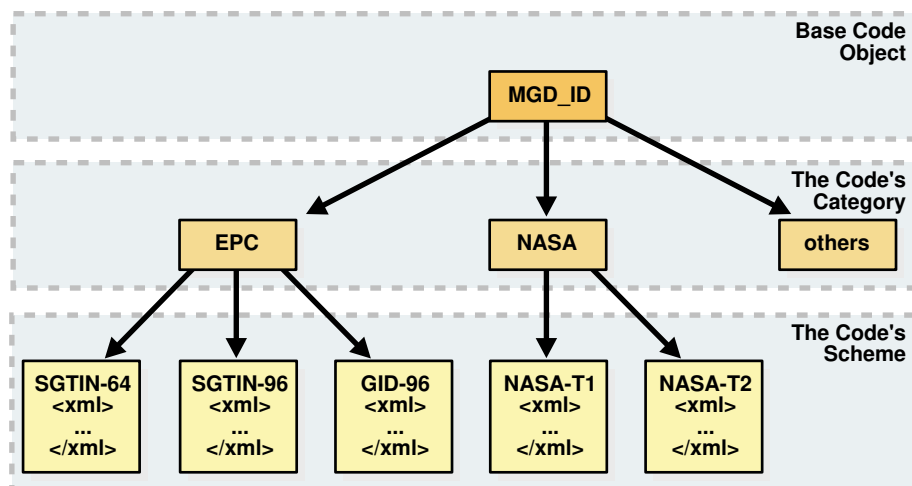 Base Code
Object
MGD_ID
The Code's
Category
EPC
NASA
others
The Code's
Scheme
SGTIN-64
<xml>
...
</xml>
SGTIN-96
<xml>
...
</xml>
GID-96
<xml>
...
</xml>
NASA-T1
<xml>
...
</xml>
NASA-T2
<xml>
...
</xml>